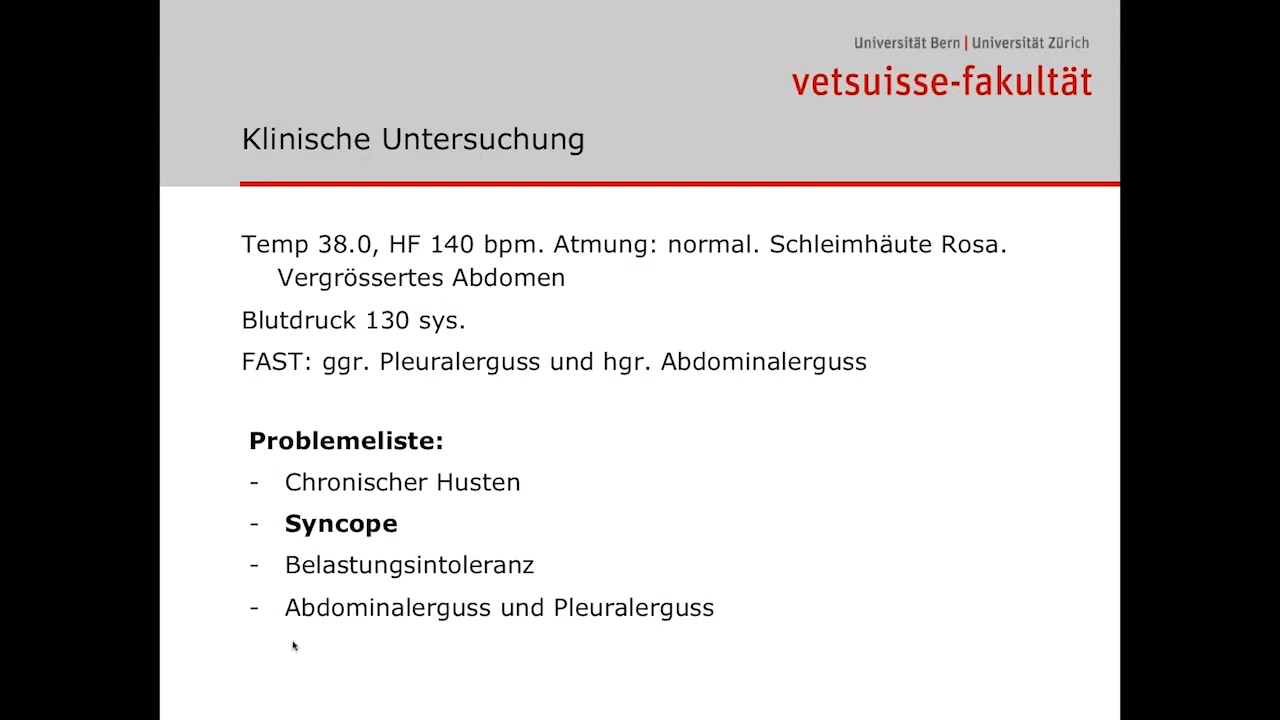 Universität Bern | Universität Zürich
vetsuisse-fakultät
Klinische Untersuchung
Temp 38.0, HF 140 bpm. Atmung: normal. Schleimhäute Rosa.
Vergrössertes Abdomen
Blutdruck 130 sys.
FAST: ggr. Pleuralerguss und hgr. Abdominalerguss
Problemeliste:
- Chronischer Husten
- Syncope
- Belastungsintoleranz
- Abdominalerguss und Pleuralerguss